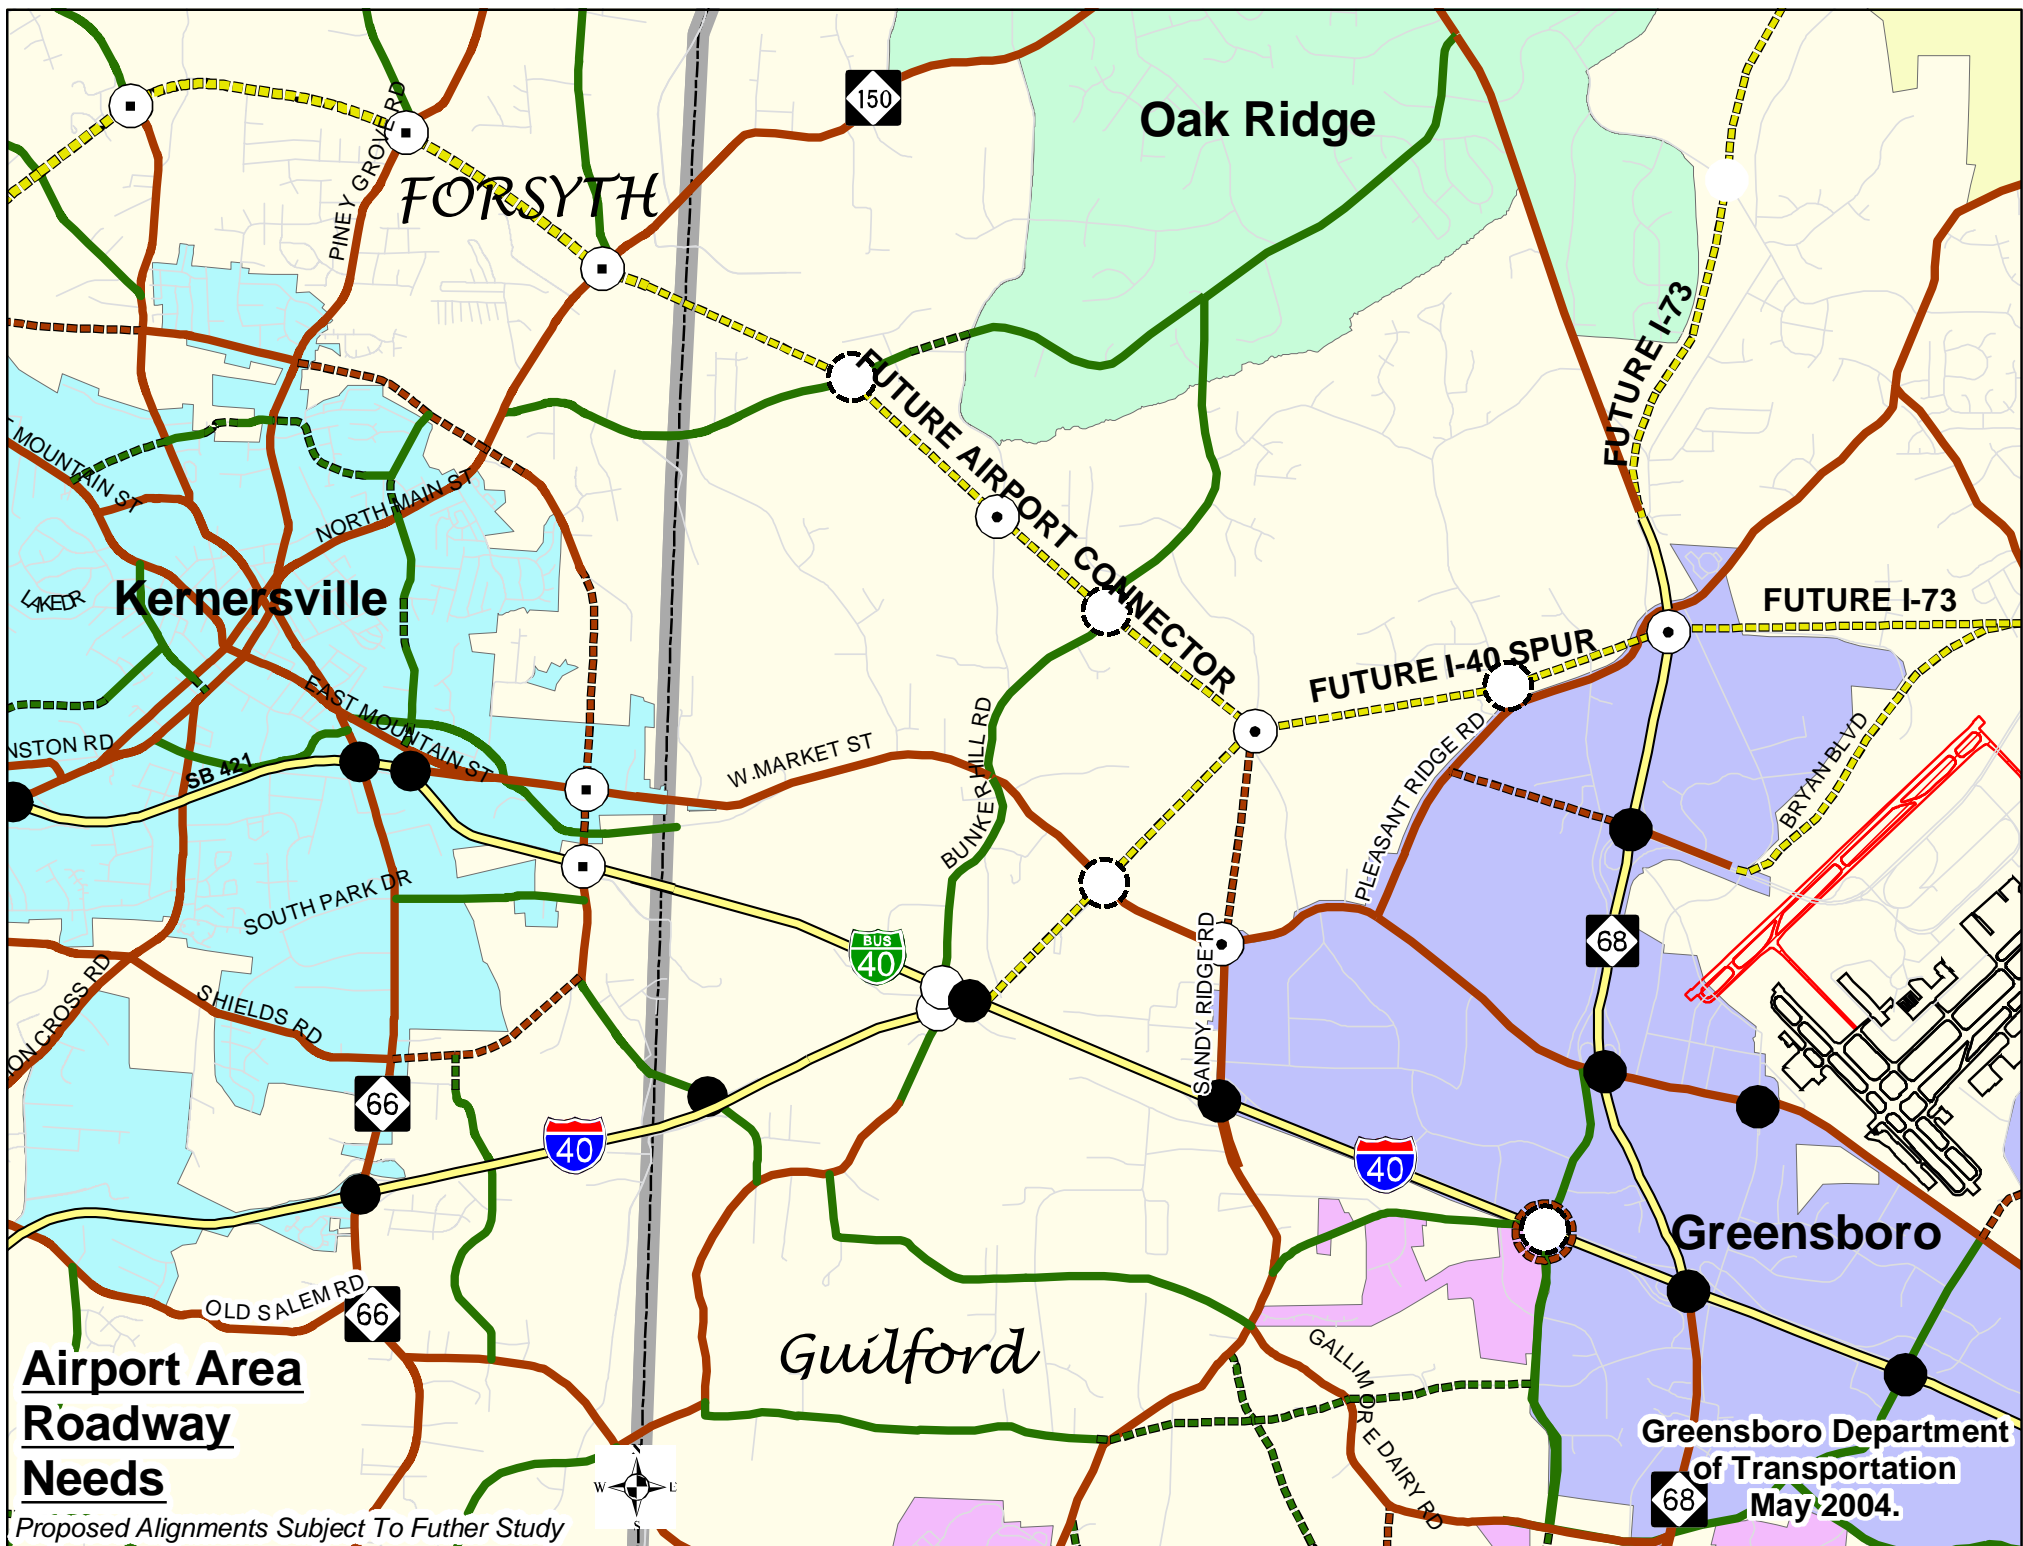 150
Oak Ridge
PINEY GROVE RD
FORSYTH
FUTURE I-73
FUTURE AIRPORT CONNECTOR
MOUNTAIN ST
NORTH MAIN ST
Kernersville
LAKE DR
FUTURE I-73
FUTURE I-40 SPUR
EAST MOUNTAIN ST
NSTON RD
SB 421
W.MARKET ST
BUNKER HILL RD
PLEASANT RIDGE RD
BRYAN BLVD
SOUTH PARK DR
BUS
40
68
SANDY RIDGE RD
ON CROSS RD
SHIELDS RD
66
40
40
Greensboro
OLD SALEM RD
66
Guilford
GALLIMORE DAIRY RD
Airport Area
Roadway
Needs
Proposed Alignments Subject To Futher Study
N
W E
S
68
Greensboro Department
of Transportation
May 2004.